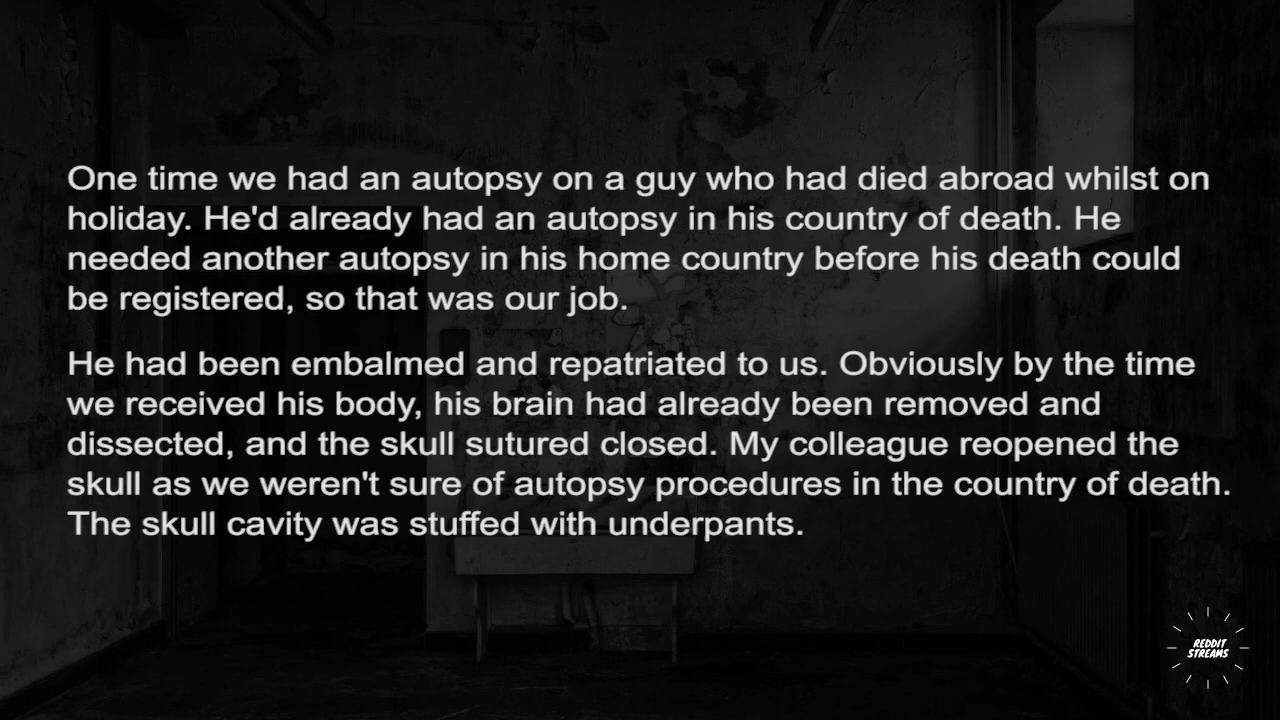 One time we had an autopsy on a guy who had died abroad whilst on
holiday. He'd already had an autopsy in his country of death. He
needed another autopsy in his home country before his death could
be registered, so that was our job.
He had been embalmed and repatriated to us. Obviously by the time
we received his body, his brain had already been removed and
dissected, and the skull sutured closed. My colleague reopened the
skull as we weren't sure of autopsy procedures in the country of death.
The skull cavity was stuffed with underpants.
REDDIT
STREAMS